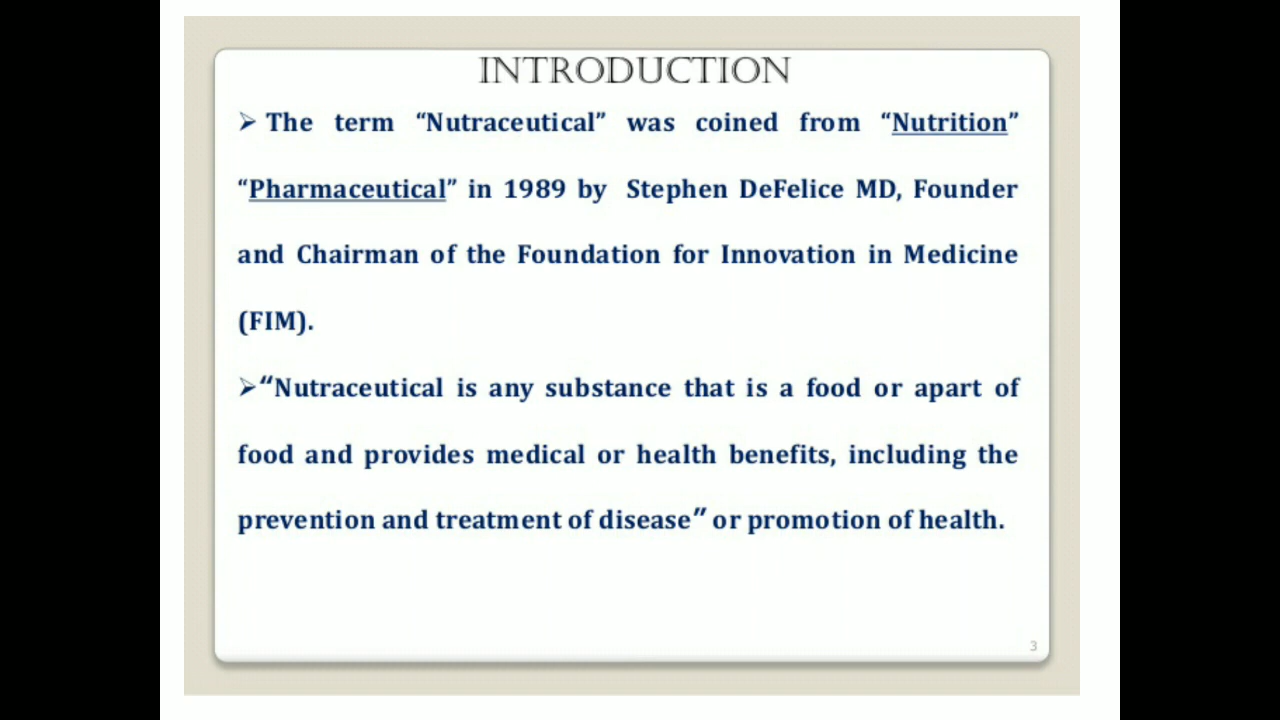 INTRODUCTION
➢ The term “Nutraceutical” was coined from “Nutrition”
“Pharmaceutical” in 1989 by Stephen DeFelice MD, Founder
and Chairman of the Foundation for Innovation in Medicine
(FIM).
➢“Nutraceutical is any substance that is a food or apart of
food and provides medical or health benefits, including the
prevention and treatment of disease” or promotion of health.
3